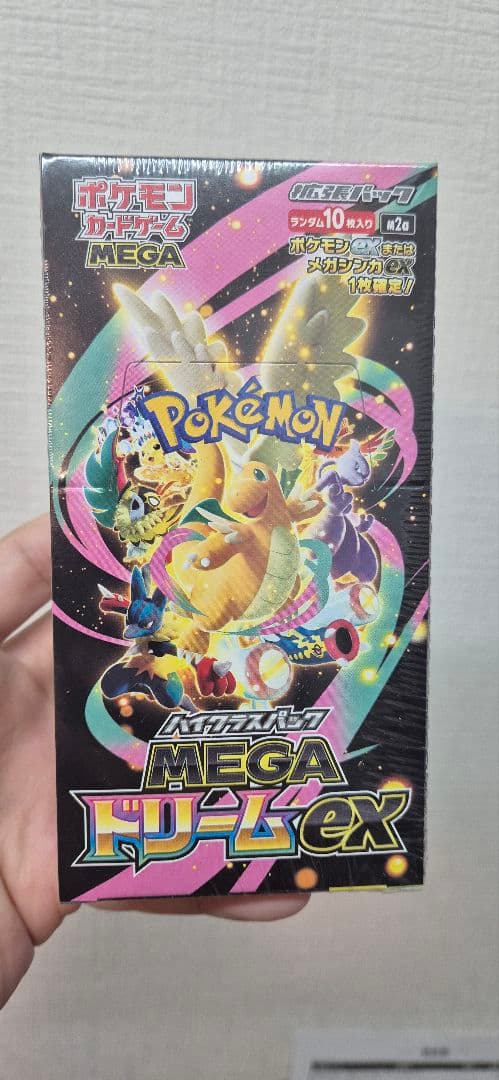 ポケモン
カードゲーム
MEGA
拡張パック
ランダム10枚入り
M2a
ポケモンexまたは
メガシンカex
1枚確定!
POKéMON
TM
ハイクラスパック
MEGA
ドリームex